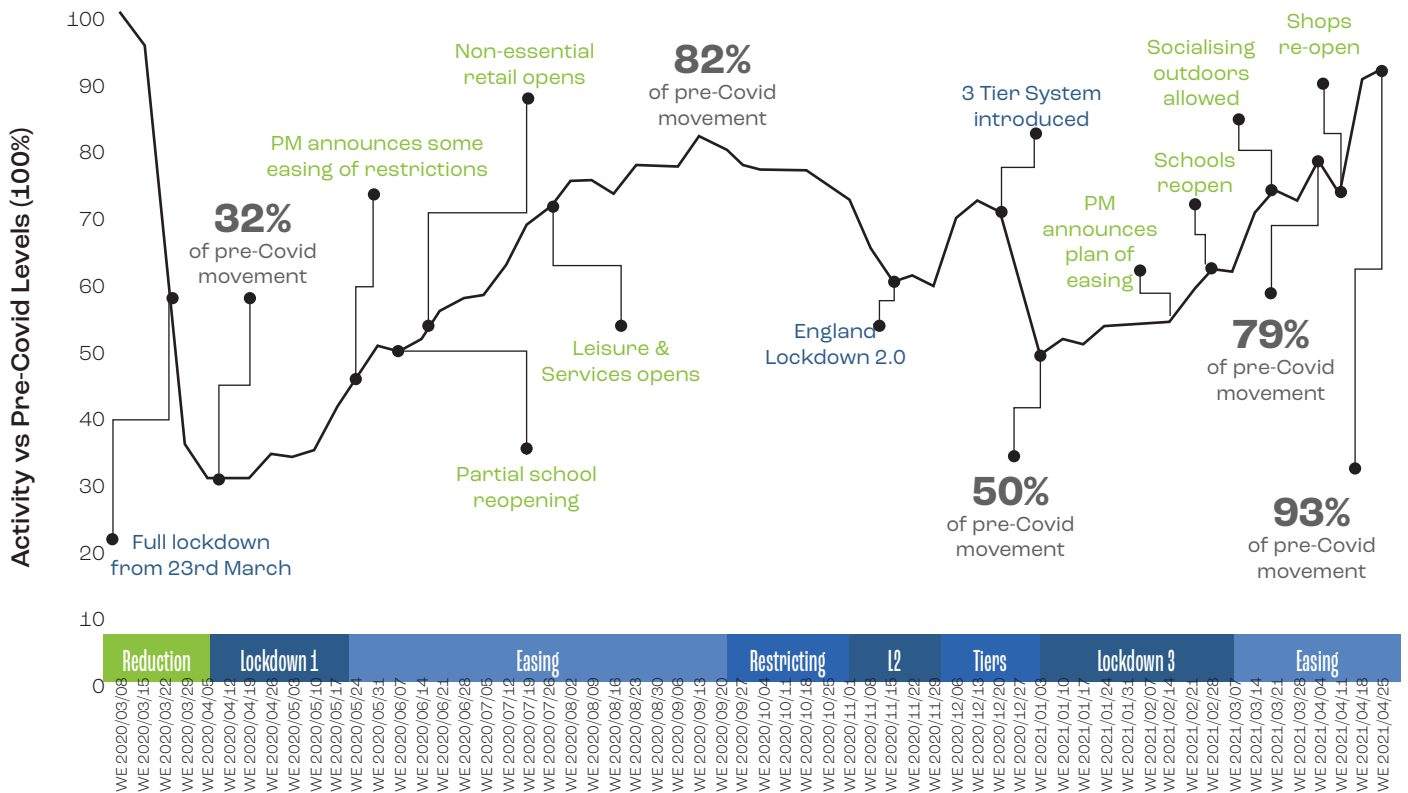 Activity vs Pre-Covid Levels (100%)
100
90
80
70
60
50
40
30
20
10
0
Full lockdown
from 23rd March
32%
of pre-Covid
movement
PM announces some
easing of restrictions
Non-essential
retail opens
Partial school
reopening
Leisure &
Services opens
82%
of pre-Covid
movement
England
Lockdown 2.0
3 Tier System
introduced
50%
of pre-Covid
movement
PM
announces
plan of
easing
Schools
reopen
Socialising
outdoors
allowed
Shops
re-open
79%
of pre-Covid
movement
93%
of pre-Covid
movement
Reduction
Lockdown 1
Easing
Restricting
L2
Tiers
Lockdown 3
Easing
WE 2020/03/08
WE 2020/03/15
WE 2020/03/22
WE 2020/03/29
WE 2020/04/05
WE 2020/04/12
WE 2020/04/19
WE 2020/04/26
WE 2020/05/03
WE 2020/05/10
WE 2020/05/17
WE 2020/05/24
WE 2020/05/31
WE 2020/06/07
WE 2020/06/14
WE 2020/06/21
WE 2020/07/05
WE 2020/07/12
WE 2020/07/19
WE 2020/07/26
WE 2020/08/02
WE 2020/08/09
WE 2020/08/16
WE 2020/08/23
WE 2020/08/30
WE 2020/09/06
WE 2020/09/13
WE 2020/09/20
WE 2020/09/27
WE 2020/10/04
WE 2020/10/11
WE 2020/10/18
WE 2020/10/25
WE 2020/11/01
WE 2020/11/08
WE 2020/11/15
WE 2020/11/22
WE 2020/11/29
WE 2020/12/06
WE 2020/12/13
WE 2020/12/20
WE 2020/12/27
WE 2021/01/03
WE 2021/01/10
WE 2021/01/17
WE 2021/01/24
WE 2021/01/31
WE 2021/02/07
WE 2021/02/14
WE 2021/02/21
WE 2021/02/28
WE 2021/03/07
WE 2021/03/14
WE 2021/03/21
WE 2021/03/28
WE 2021/04/04
WE 2021/04/11
WE 2021/04/18
WE 2021/04/25